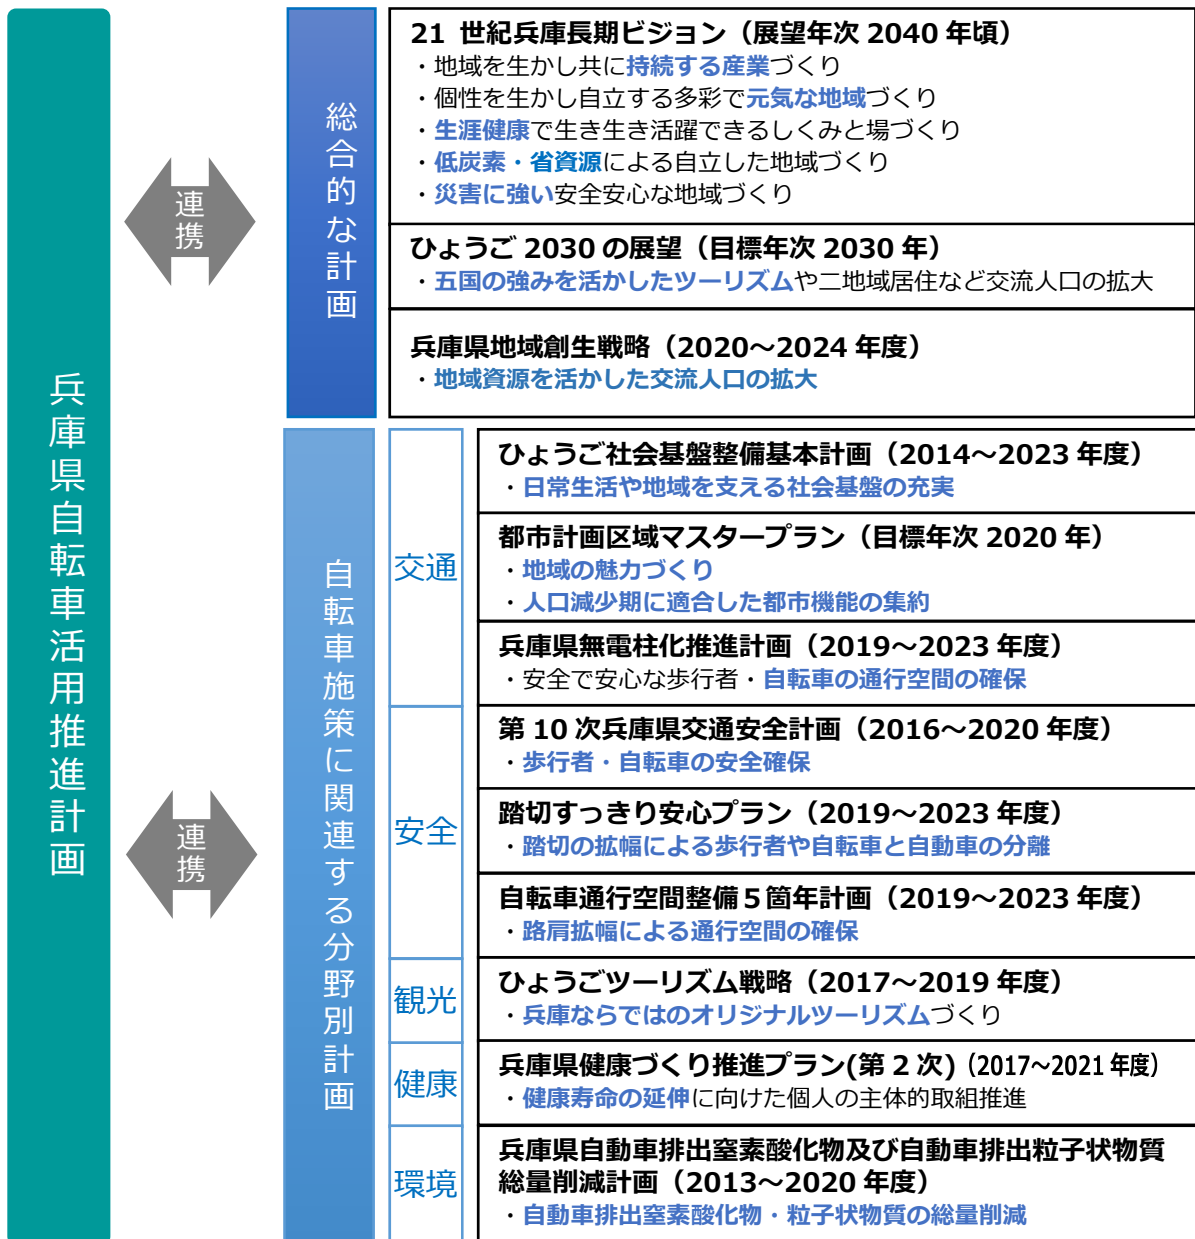 兵庫県自転車活用推進計画
連携
総合的な計画
21 世紀兵庫長期ビジョン（展望年次 2040 年頃）
・地域を生かし共に持続する産業づくり
・個性を生かし自立する多彩で元気な地域づくり
・生涯健康で生き生き活躍できるしくみと場づくり
・低炭素・省資源による自立した地域づくり
・災害に強い安全安心な地域づくり
ひょうご 2030 の展望（目標年次 2030 年）
・五国の強みを活かしたツーリズムや二地域居住など交流人口の拡大
兵庫県地域創生戦略（2020～2024 年度）
・地域資源を活かした交流人口の拡大
連携
自転車施策に関連する分野別計画
交通
ひょうご社会基盤整備基本計画（2014～2023 年度）
・日常生活や地域を支える社会基盤の充実
都市計画区域マスタープラン（目標年次 2020 年）
・地域の魅力づくり
・人口減少期に適合した都市機能の集約
兵庫県無電柱化推進計画（2019～2023 年度）
・安全で安心な歩行者・自転車の通行空間の確保
安全
第 10 次兵庫県交通安全計画（2016～2020 年度）
・歩行者・自転車の安全確保
踏切すっきり安心プラン（2019～2023 年度）
・踏切の拡幅による歩行者や自転車と自動車の分離
自転車通行空間整備５箇年計画（2019～2023 年度）
・路肩拡幅による通行空間の確保
観光
ひょうごツーリズム戦略（2017～2019 年度）
・兵庫ならではのオリジナルツーリズムづくり
健康
兵庫県健康づくり推進プラン(第 2 次)（2017～2021 年度）
・健康寿命の延伸に向けた個人の主体的取組推進
環境
兵庫県自動車排出窒素酸化物及び自動車排出粒子状物質
総量削減計画（2013～2020 年度）
・自動車排出窒素酸化物・粒子状物質の総量削減